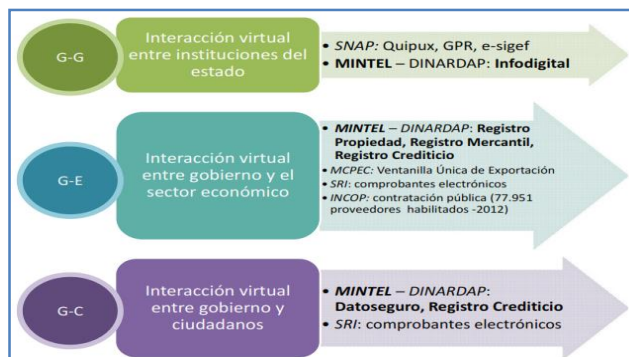 G-G
Interacción virtual
entre instituciones del
estado
• SNAP: Quipux, GPR, e-sigef
• MINTEL – DINARDAP: Infodigital
G-E
Interacción virtual
entre gobierno y el
sector económico
• MINTEL – DINARDAP: Registro
Propiedad, Registro Mercantil,
Registro Crediticio
• MCPEC: Ventanilla Única de Exportación
• SRI: comprobantes electrónicos
• INCOP: contratación pública (77.951
proveedores habilitados -2012)
G-C
Interacción virtual
entre gobierno y
ciudadanos
• MINTEL – DINARDAP:
Datoseguro, Registro Crediticio
• SRI: comprobantes electrónicos